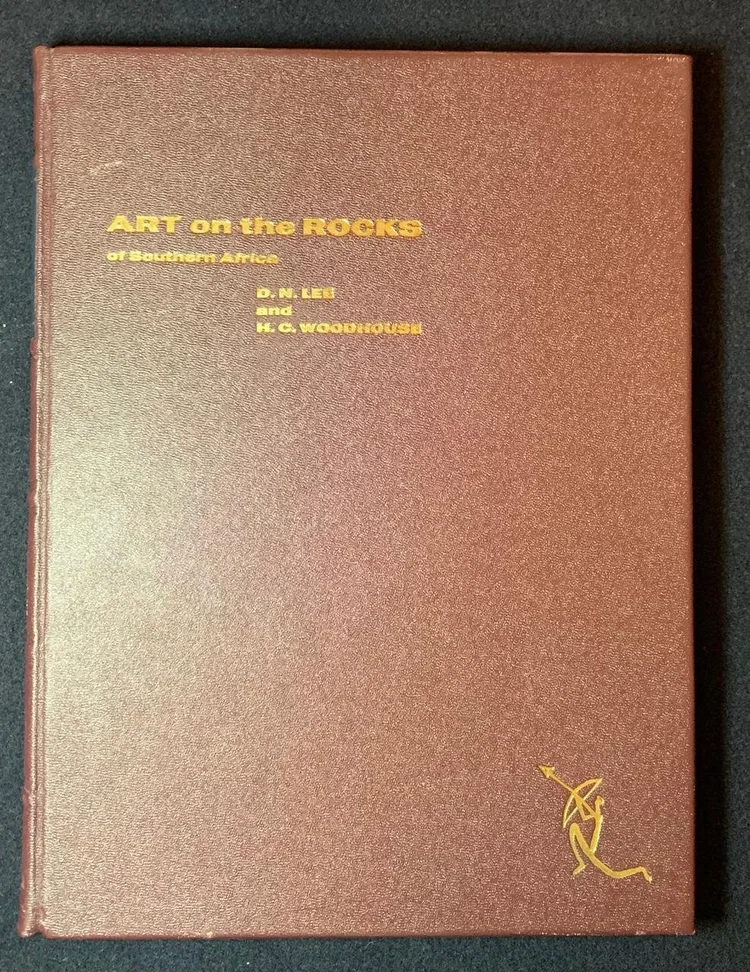 ART on the ROCKS
of Southern Africa
D. N. LEE
and
H. C. WOODHOUSE